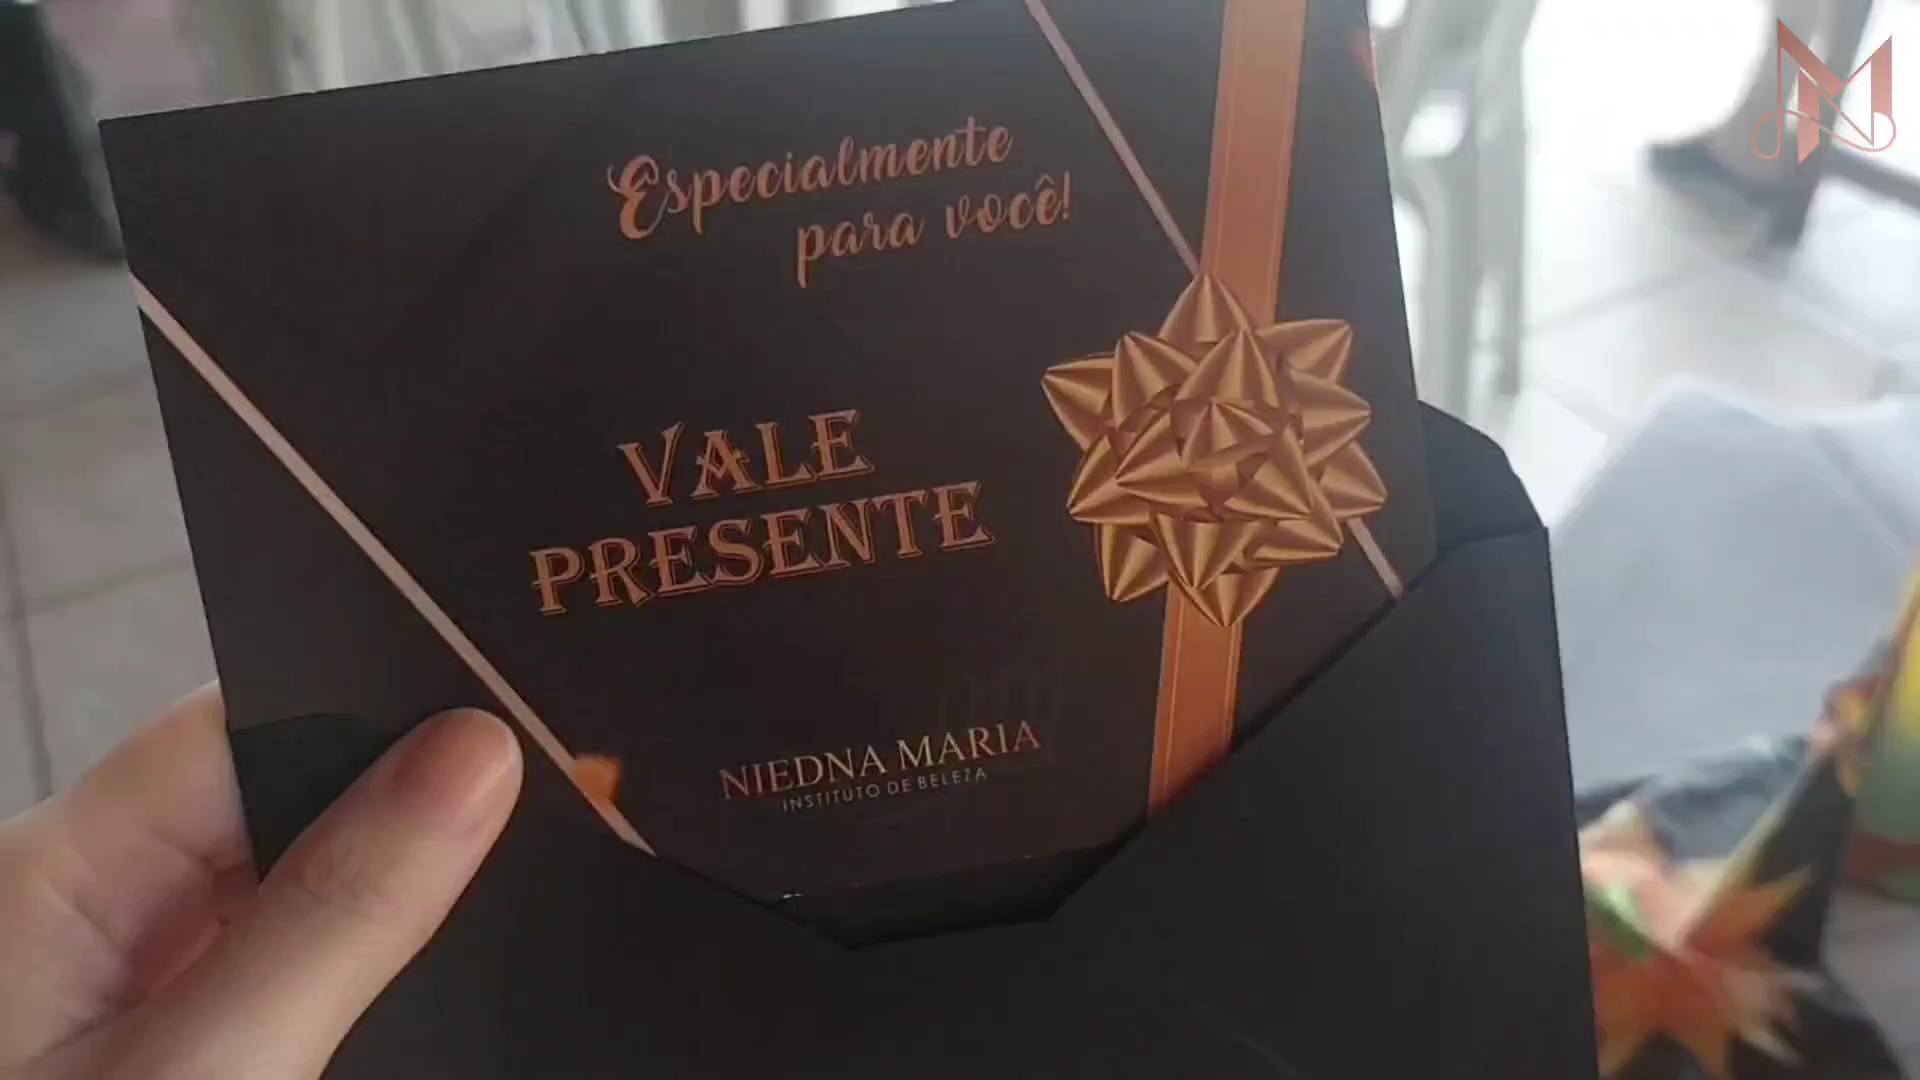 Especialmente
para você!
VALE
PRESENTE
NIEDNA MARIA
INSTITUTO DE BELEZA